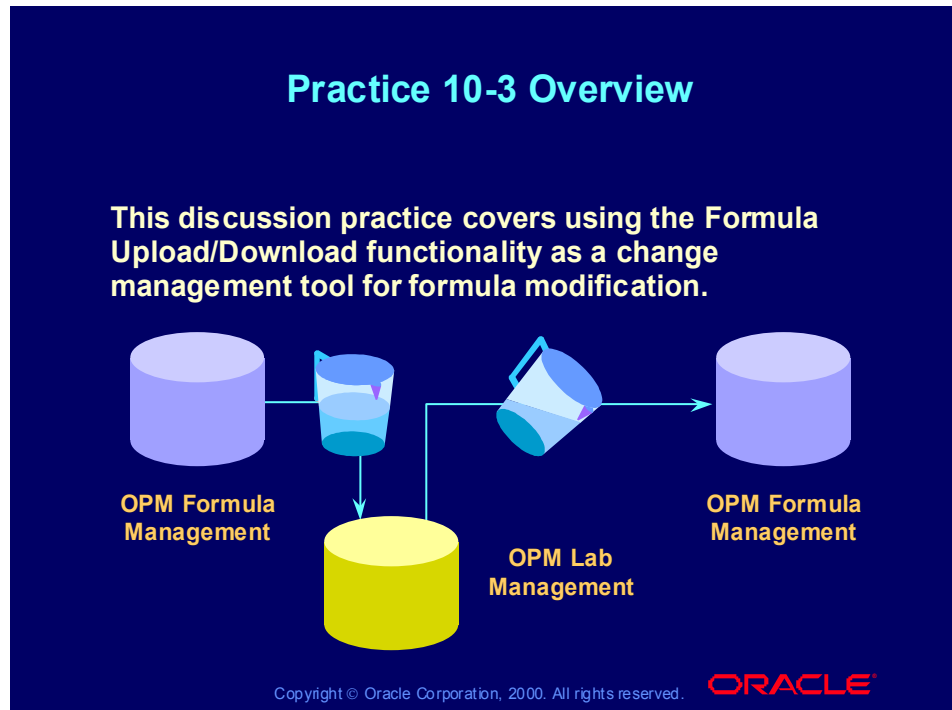 Practice 10-3 Overview
This discussion practice covers using the Formula
Upload/Download functionality as a change
management tool for formula modification.
OPM Formula
Management
OPM Lab
Management
OPM Formula
Management
Copyright © Oracle Corporation, 2000. All rights reserved.
ORACLE®